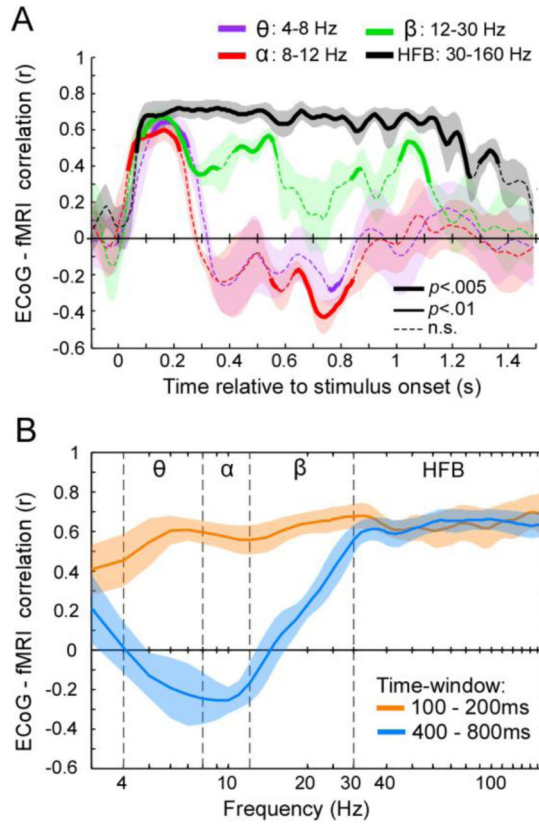 A
θ: 4-8 Hz
β: 12-30 Hz
α: 8-12 Hz
HFB: 30-160 Hz
ECoG - fMRI correlation (r)
1
0.8
0.6
0.4
0.2
0
-0.2
-0.4
-0.6
p<.005
p<.01
n.s.
0 0.2 0.4 0.6 0.8 1 1.2 1.4
Time relative to stimulus onset (s)
B
θ α β HFB
ECoG - fMRI correlation (r)
1
0.8
0.6
0.4
0.2
0
-0.2
-0.4
-0.6
Time-window:
100 - 200ms
400 - 800ms
4 10 20 30 40 100
Frequency (Hz)